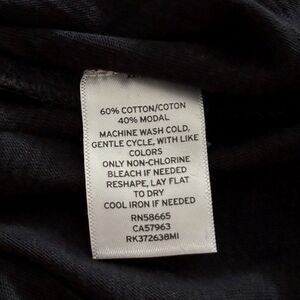 60% COTTON/COTON
40% MODAL
MACHINE WASH COLD,
GENTLE CYCLE, WITH LIKE
COLORS
ONLY NON-CHLORINE
BLEACH IF NEEDED
RESHAPE, LAY FLAT
TO DRY
COOL IRON IF NEEDED
RN58665
CA57963
RK372638MI